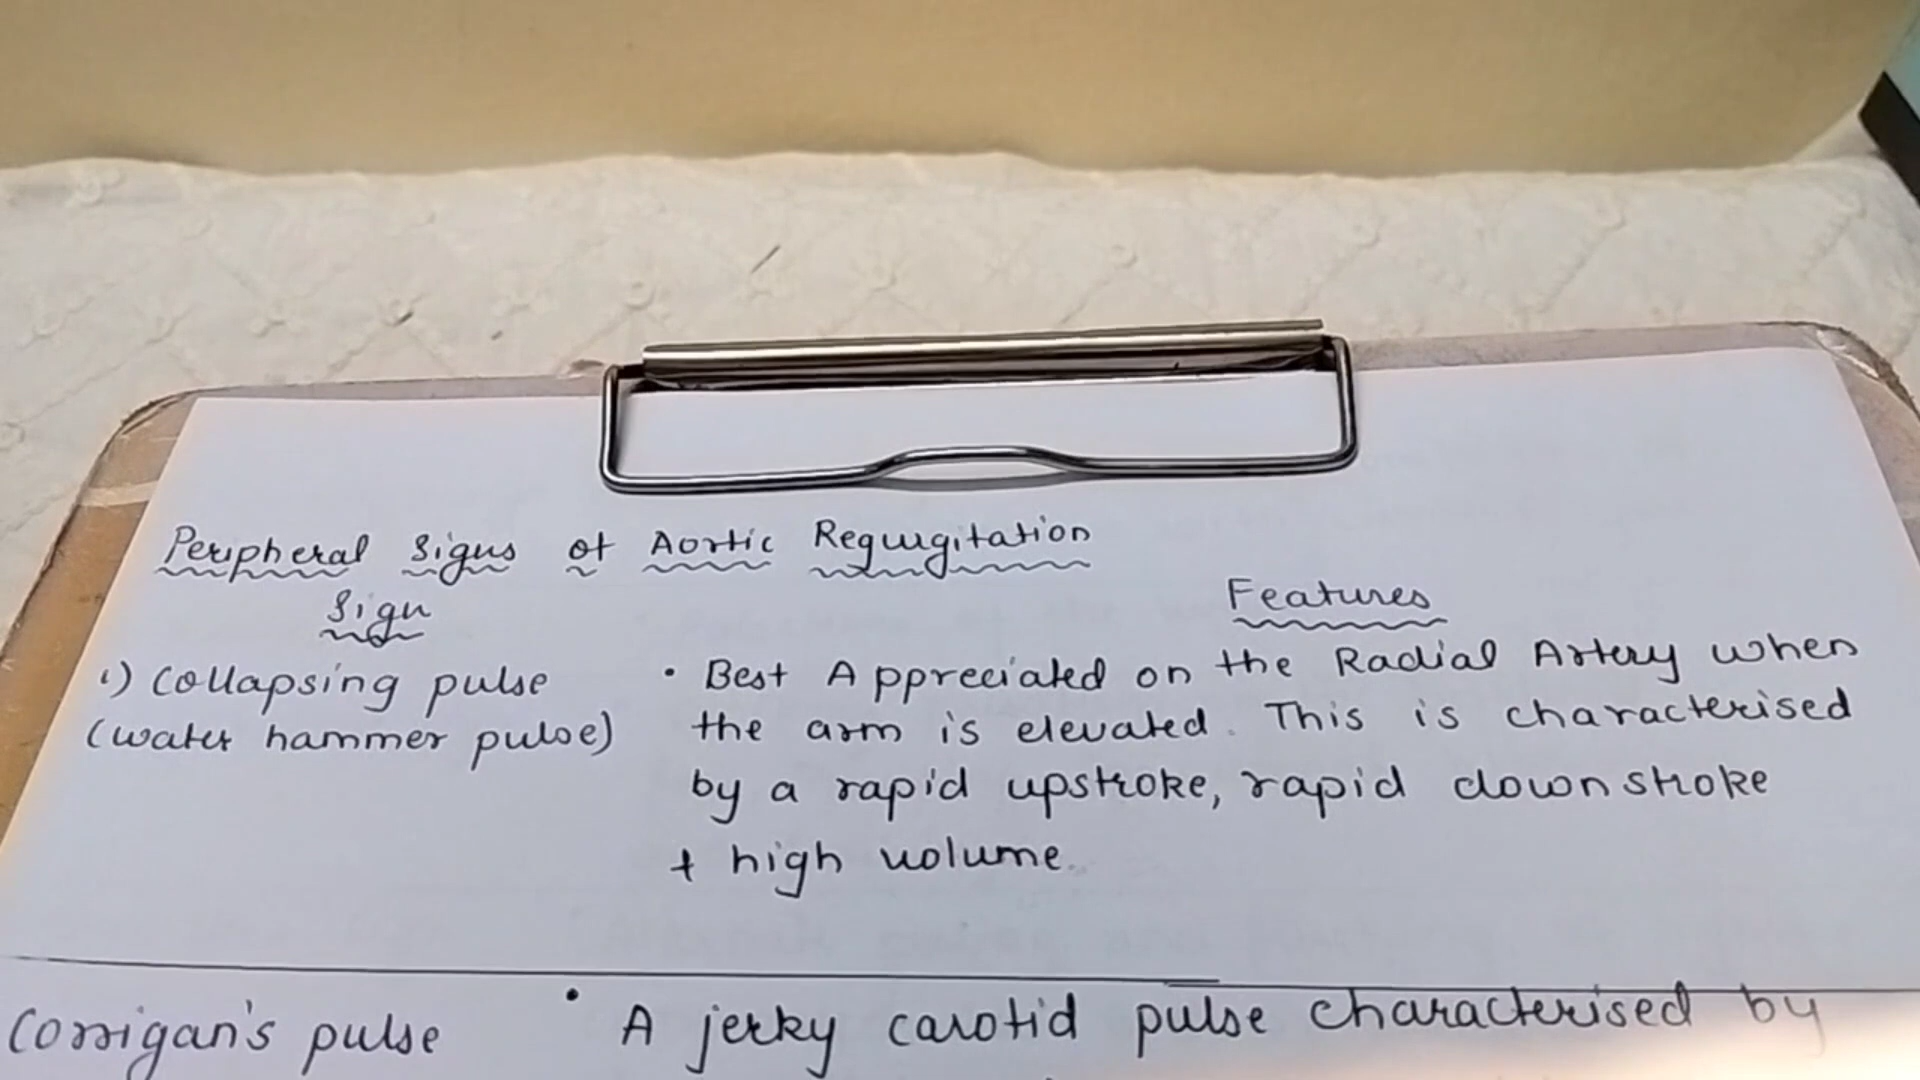 Peripheral Signs of Aortic Regurgitation
Sign Features
1) Collapsing pulse • Best Appreciated on the Radial Artery when
(water hammer pulse) the arm is elevated. This is characterised
by a rapid upstroke, rapid downstroke
+ high volume.
Corrigan's pulse • A jerky carotid pulse characterised by